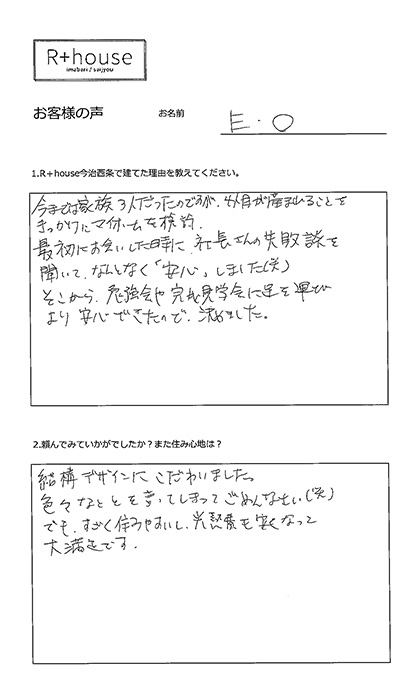 R+house
imabari / saijyou
お客様の声
お名前
E・O
1.R+house今治西条で建てた理由を教えてください。
今までは家族3人だったのですが、4人目が産まれることを
きっかけにマイホームを検討。
最初にお会いした時に、社長さんの失敗談を
聞いて、なんとなく「安心」しました(笑)
そこから、勉強会や完成見学会に足を運び
より安心できたので、決めました。
2.頼んでみていかがでしたか？また住み心地は？
結構デザインにこだわりました。
色々なことを言ってしまってごめんなさい(笑)
でも、すごく住みやすいし、光熱費も安くなって
大満足です。